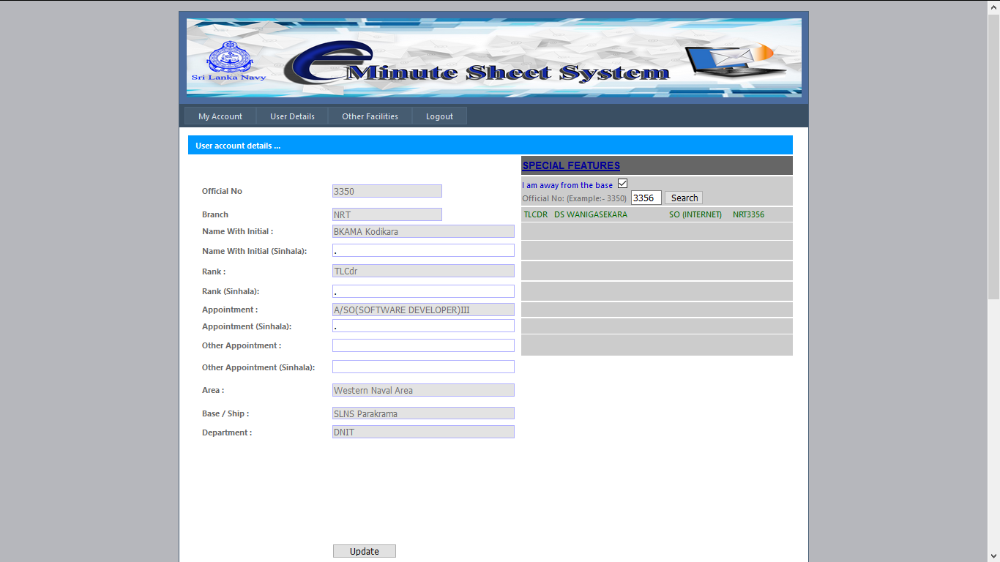 Sri Lanka Navy
e Minute Sheet System
My Account User Details Other Facilities Logout
User account details ...
SPECIAL FEATURES
I am away from the base
Official No: (Example:- 3350) 3356 Search
TLCDR DS WANIGASEKARA SO (INTERNET) NRT3356
Official No 3350
Branch NRT
Name With Initial : BKAMA Kodikara
Name With Initial (Sinhala): .
Rank : TLCdr
Rank (Sinhala): .
Appointment : A/SO(SOFTWARE DEVELOPER)III
Appointment (Sinhala): .
Other Appointment :
Other Appointment (Sinhala):
Area : Western Naval Area
Base / Ship : SLNS Parakrama
Department : DNIT
Update